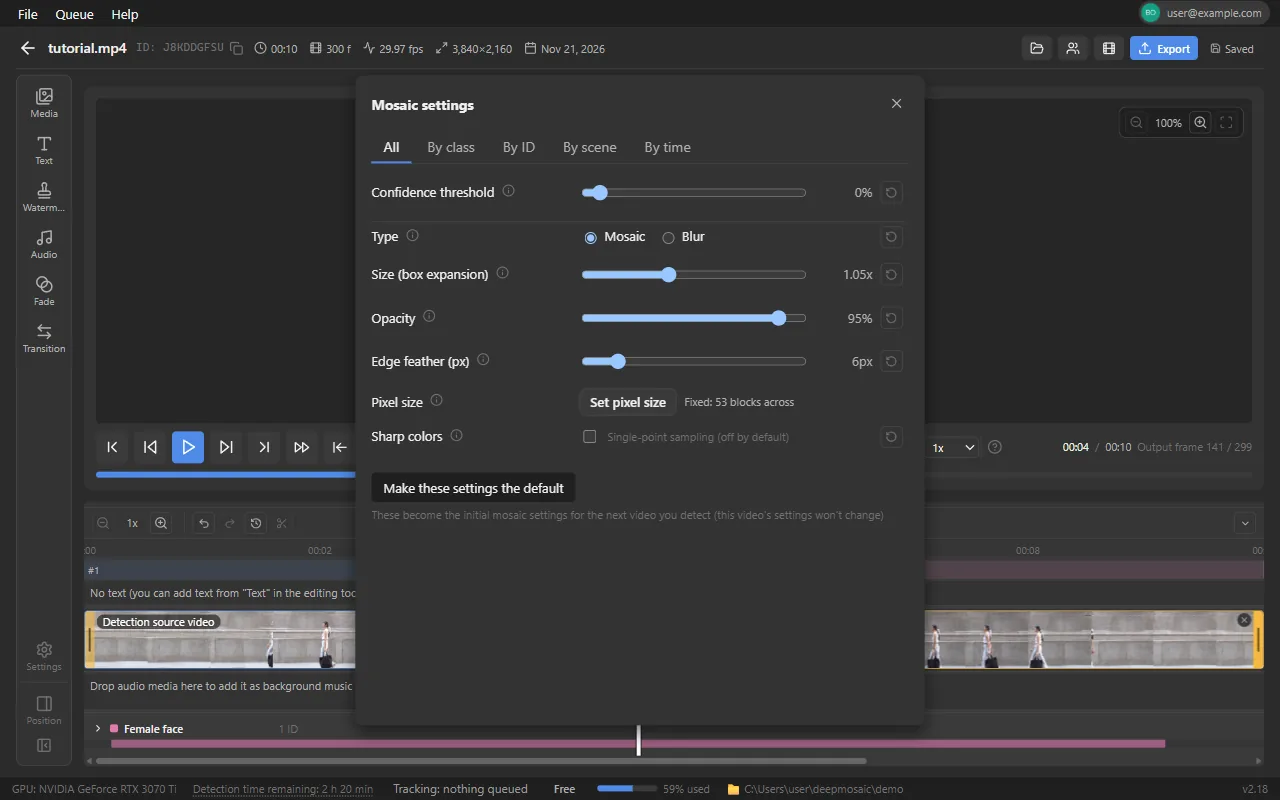 File Queue Help
BO user@example.com
tutorial.mp4 ID: J8KDDGFSU 00:10 300 f 29.97 fps 3,840×2,160 Nov 21, 2026 Export Saved
Media
Text
Waterm...
Audio
Fade
Transition
Settings
Position
100%
Mosaic settings
All By class By ID By scene By time
Confidence threshold 0%
Type Mosaic Blur
Size (box expansion) 1.05x
Opacity 95%
Edge feather (px) 6px
Pixel size Set pixel size Fixed: 53 blocks across
Sharp colors Single-point sampling (off by default)
Make these settings the default
These become the initial mosaic settings for the next video you detect (this video's settings won't change)
1x 00:04 / 00:10 Output frame 141 / 299
1x
:00 00:02 00:08 00:
#1
No text (you can add text from "Text" in the editing too
Detection source video
Drop audio media here to add it as background music
Female face 1 ID
GPU: NVIDIA GeForce RTX 3070 Ti Detection time remaining: 2 h 20 min Tracking: nothing queued Free 59% used C:\Users\user\deepmosaic\demo v2.18